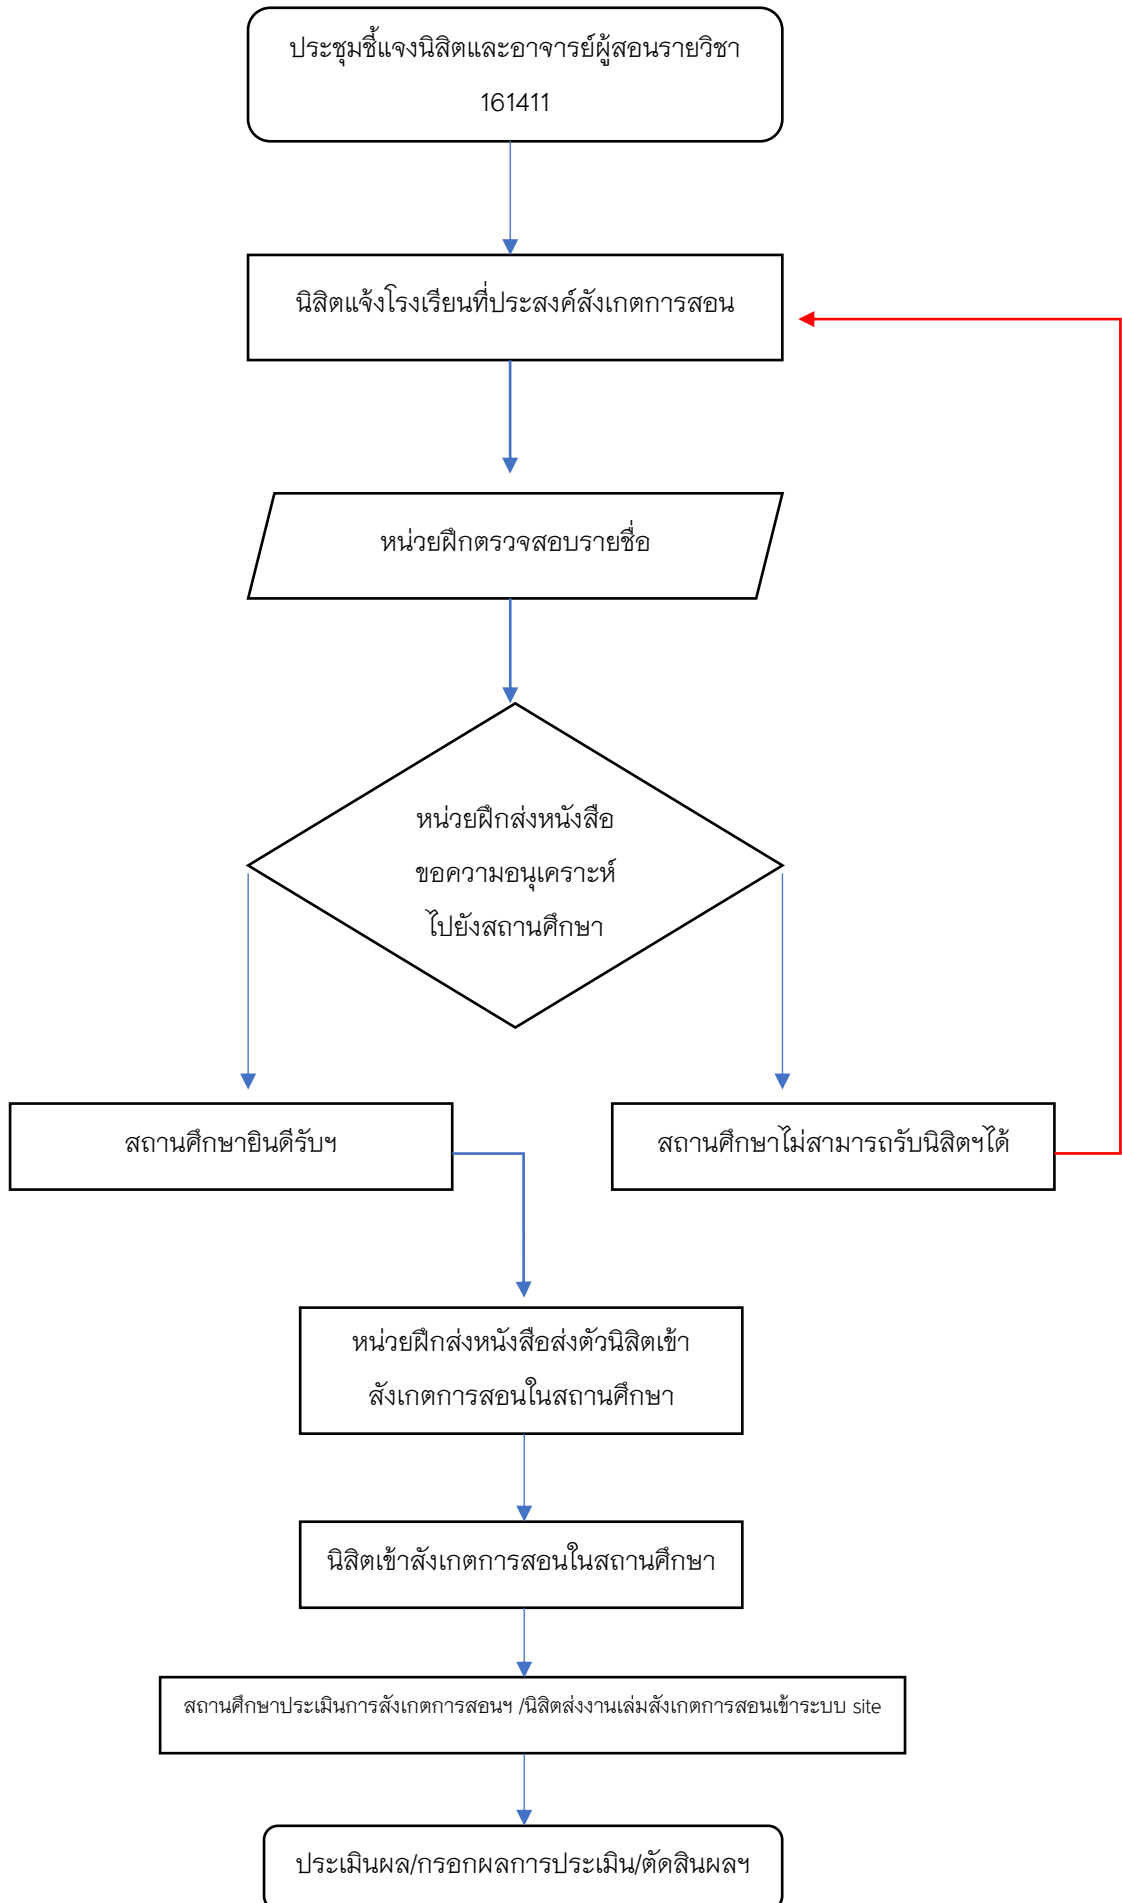 ประชุมชี้แจงนิสิตและอาจารย์ผู้สอนรายวิชา
161411
นิสิตแจ้งโรงเรียนที่ประสงค์สังเกตการสอน
หน่วยฝึกตรวจสอบรายชื่อ
หน่วยฝึกส่งหนังสือ
ขอความอนุเคราะห์
ไปยังสถานศึกษา
สถานศึกษายินดีรับฯ
สถานศึกษาไม่สามารถรับนิสิตฯได้
หน่วยฝึกส่งหนังสือส่งตัวนิสิตเข้า
สังเกตการสอนในสถานศึกษา
นิสิตเข้าสังเกตการสอนในสถานศึกษา
สถานศึกษาประเมินการสังเกตการสอนฯ /นิสิตส่งงานเล่มสังเกตการสอนเข้าระบบ site
ประเมินผล/กรอกผลการประเมิน/ตัดสินผลฯ